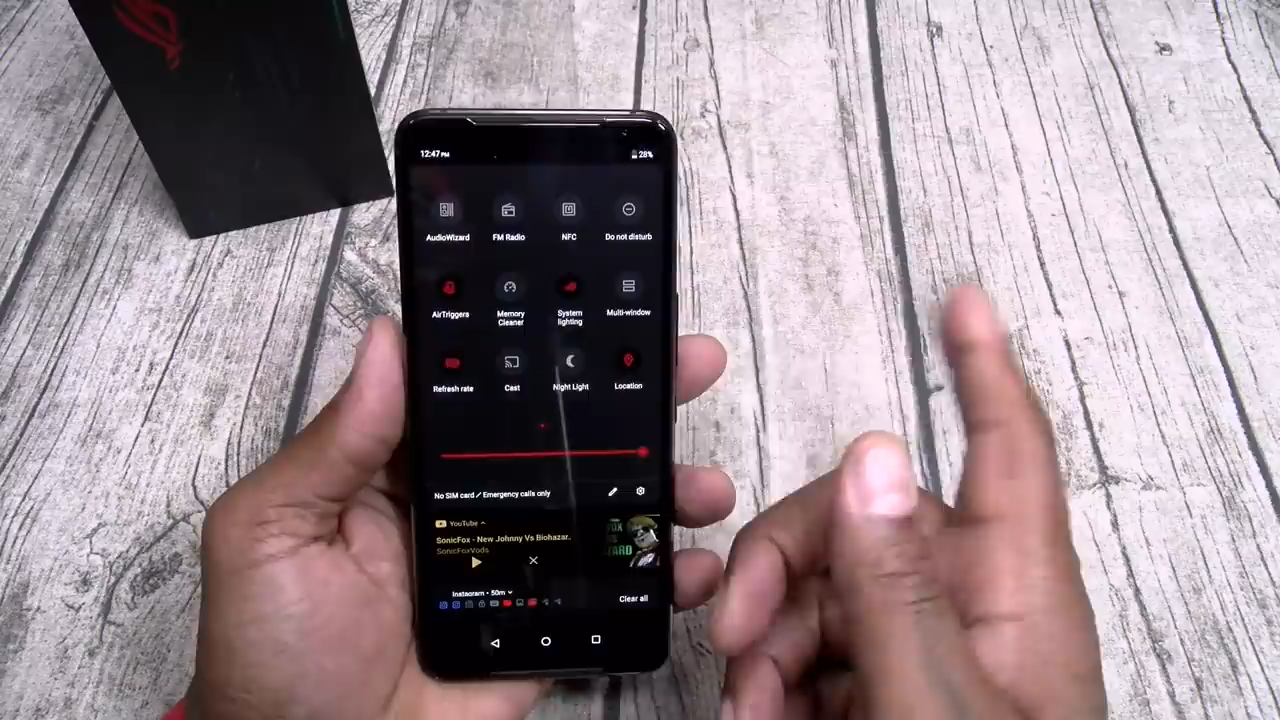 12:47 PM 28%
AudioWizard FM Radio NFC Do not disturb
AirTriggers Memory Cleaner System lighting Multi-window
Refresh rate Cast Night Light Location
No SIM card / Emergency calls only
YouTube
SonicFox - New Johnny Vs Biohazar..
SonicFoxVods
Instagram • 50m
Clear all